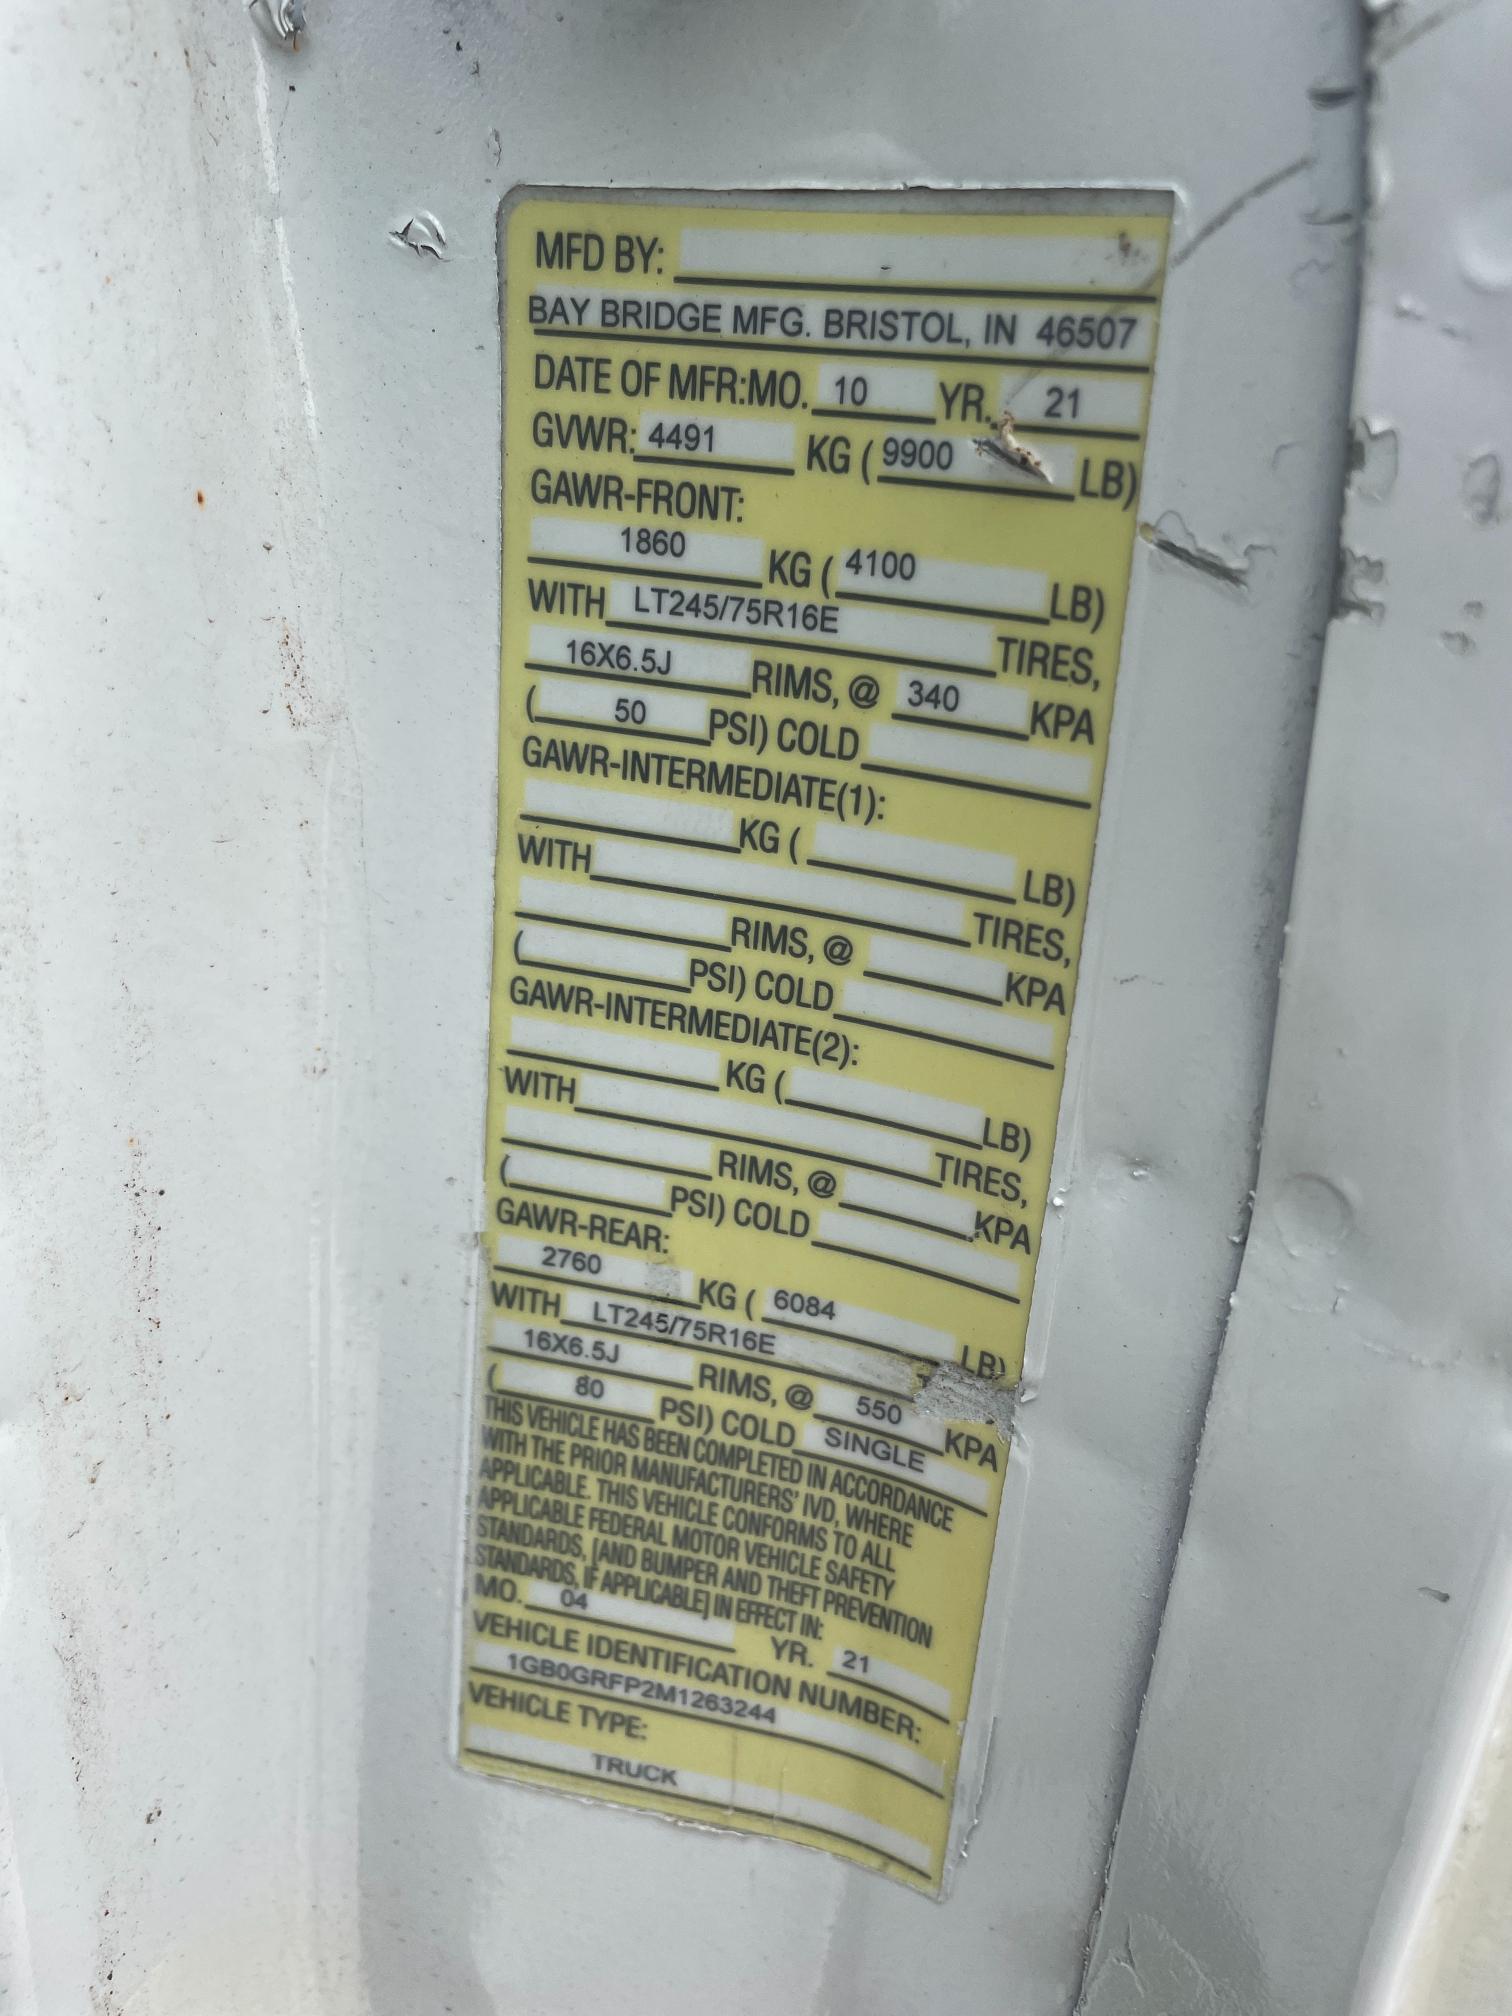 MFD BY:
BAY BRIDGE MFG. BRISTOL, IN 46507
DATE OF MFR:MO. 10 YR. 21
GVWR: 4491 KG ( 9900 LB)
GAWR-FRONT:
1860 KG ( 4100 LB)
WITH LT245/75R16E TIRES,
16X6.5J RIMS, @ 340 KPA
( 50 PSI) COLD
GAWR-INTERMEDIATE(1):
KG ( LB)
WITH TIRES,
RIMS, @ KPA
( PSI) COLD
GAWR-INTERMEDIATE(2):
KG ( LB)
WITH TIRES,
RIMS, @ KPA
( PSI) COLD
GAWR-REAR:
2760 KG ( 6084 LB)
WITH LT245/75R16E
16X6.5J RIMS, @ 550 KPA
( 80 PSI) COLD SINGLE
THIS VEHICLE HAS BEEN COMPLETED IN ACCORDANCE
WITH THE PRIOR MANUFACTURERS' IVD, WHERE
APPLICABLE. THIS VEHICLE CONFORMS TO ALL
APPLICABLE FEDERAL MOTOR VEHICLE SAFETY
STANDARDS, [AND BUMPER AND THEFT PREVENTION
STANDARDS, IF APPLICABLE] IN EFFECT IN:
MO. 04 YR. 21
VEHICLE IDENTIFICATION NUMBER:
1GB0GRFP2M1263244
VEHICLE TYPE:
TRUCK